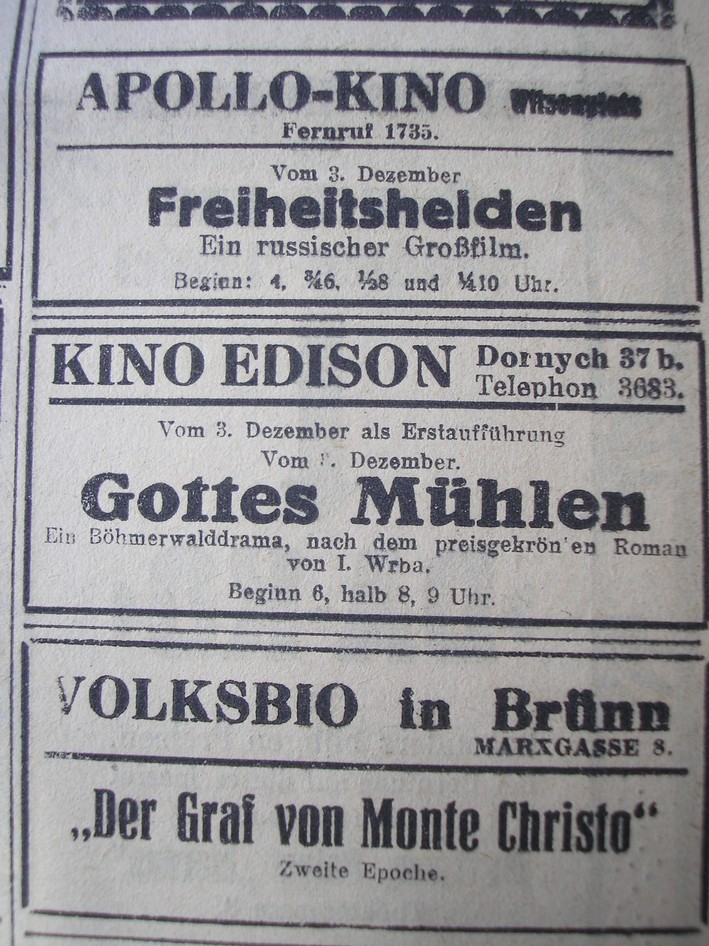 APOLLO-KINO
Fernruf 1735.
Vom 3. Dezember
Freiheitshelden
Ein russischer Großfilm.
Beginn: 4, ¾6, ½8 und ¼10 Uhr.
KINO EDISON
Dornych 37 b.
Telephon 3683.
Vom 3. Dezember als Erstaufführung
Vom Dezember.
Gottes Mühlen
Ein Böhmerwalddrama, nach dem preisgekrön'en Roman
von I. Wrba.
Beginn 6, halb 8, 9 Uhr.
VOLKSBIO in Brünn
MARXGASSE 8.
„Der Graf von Monte Christo“
Zweite Epoche.